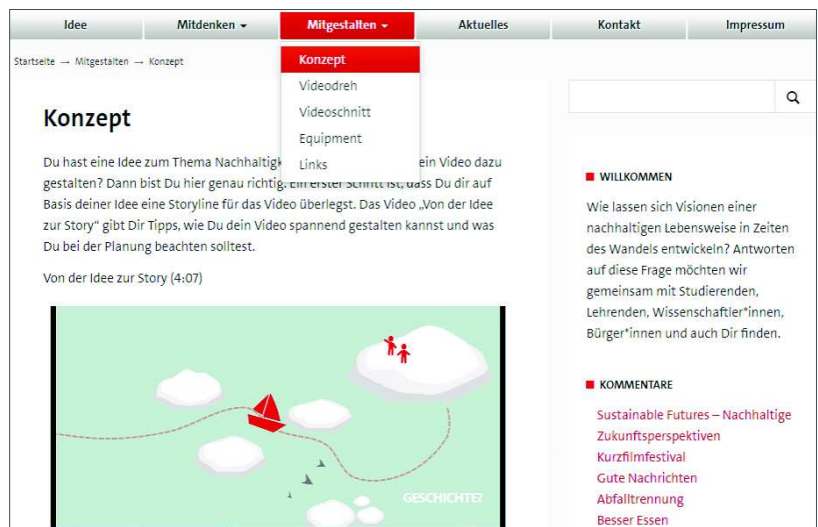 Idee
Mitdenken
Mitgestalten
Aktuelles
Kontakt
Impressum
Startseite → Mitgestalten → Konzept
Konzept
Videodreh
Videoschnitt
Equipment
Links
Konzept
Du hast eine Idee zum Thema Nachhaltigk ein Video dazu
gestalten? Dann bist Du hier genau richtig. Ein erster Schritt ist, dass Du dir auf
Basis deiner Idee eine Storyline für das Video überlegst. Das Video „Von der Idee
zur Story“ gibt Dir Tipps, wie Du dein Video spannend gestalten kannst und was
Du bei der Planung beachten solltest.
Von der Idee zur Story (4:07)
GESCHICHTE?
WILLKOMMEN
Wie lassen sich Visionen einer
nachhaltigen Lebensweise in Zeiten
des Wandels entwickeln? Antworten
auf diese Frage möchten wir
gemeinsam mit Studierenden,
Lehrenden, Wissenschaftler*innen,
Bürger*innen und auch Dir finden.
KOMMENTARE
Sustainable Futures – Nachhaltige
Zukunftsperspektiven
Kurzfilmfestival
Gute Nachrichten
Abfalltrennung
Besser Essen